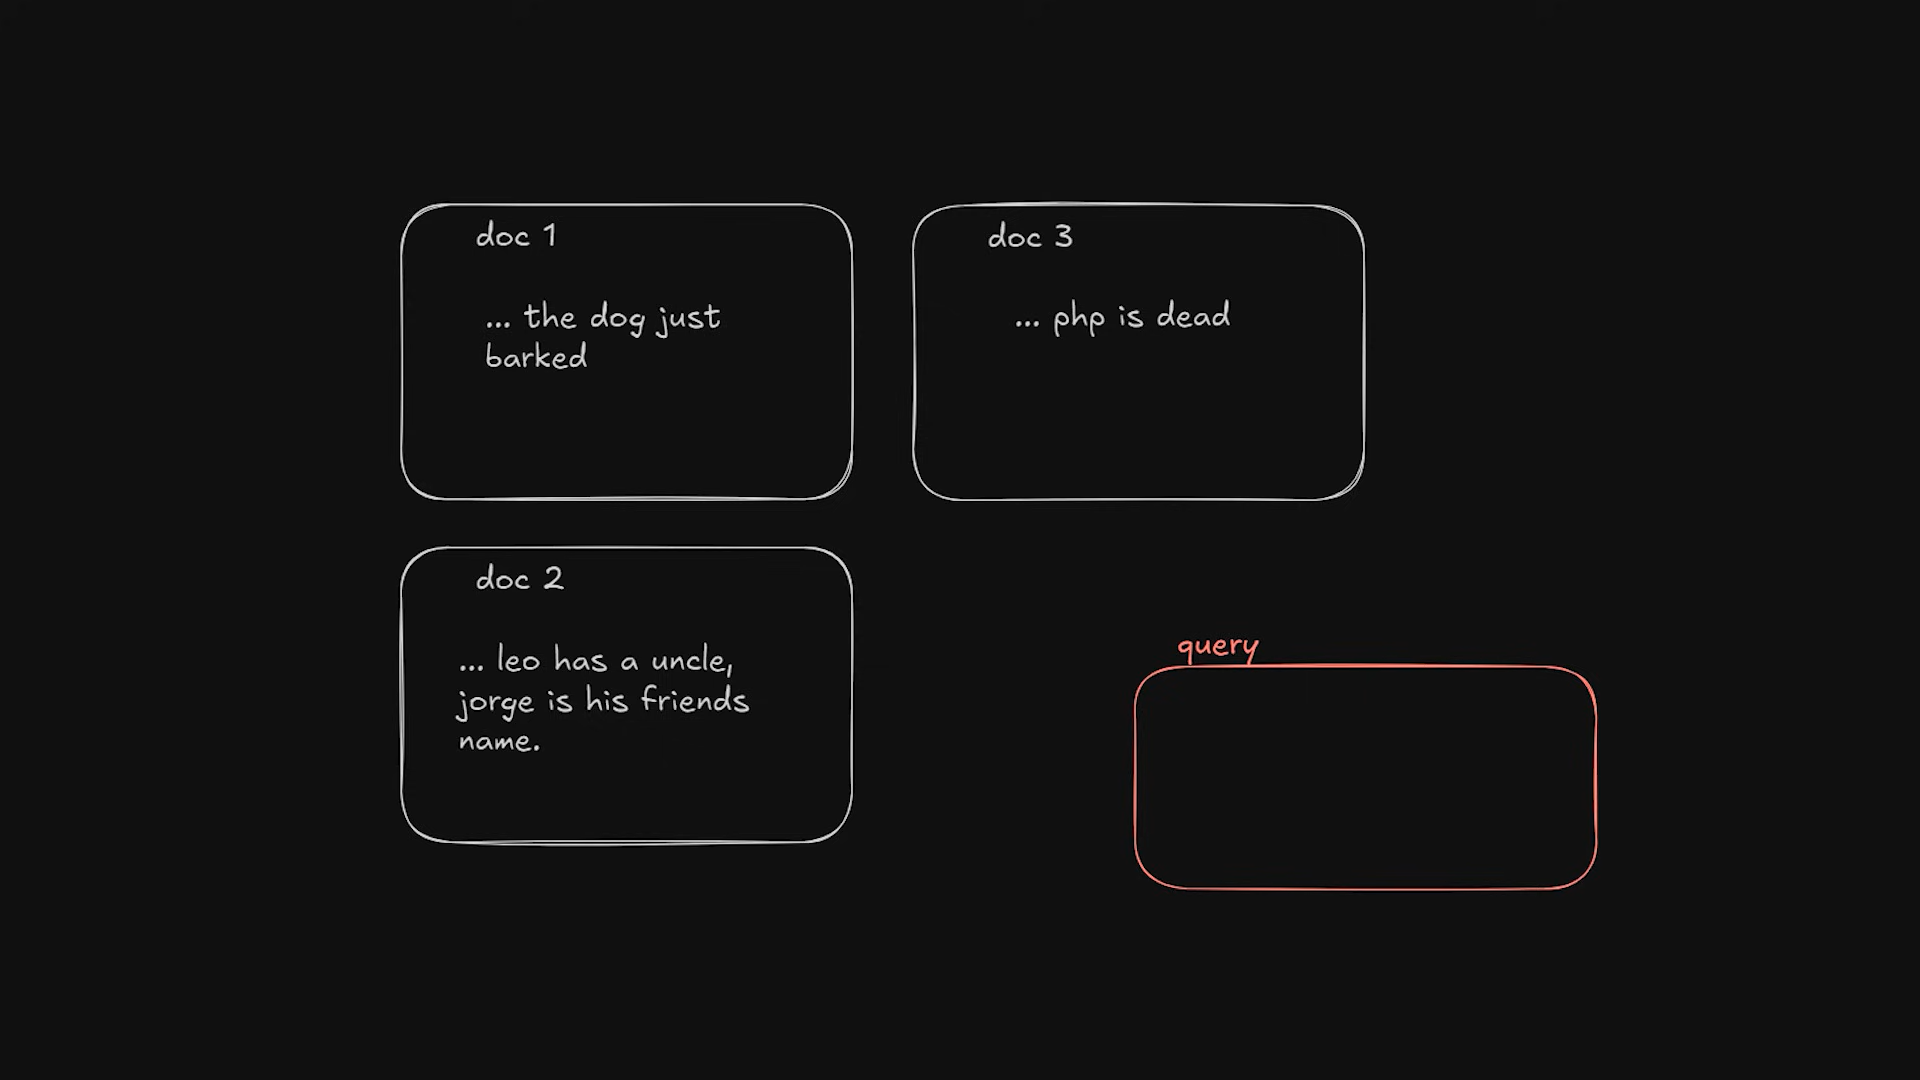 doc 1
... the dog just
barked
doc 3
... php is dead
doc 2
... leo has a uncle,
jorge is his friends
name.
query